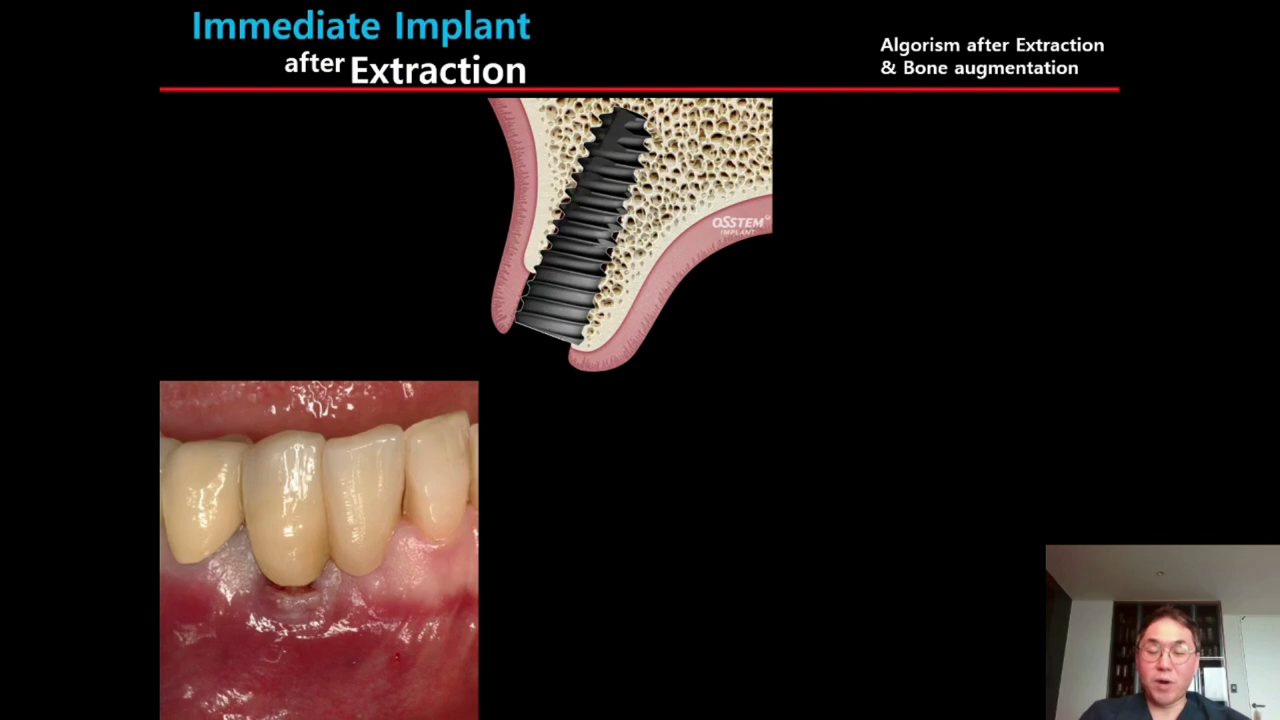 Immediate Implant
after Extraction
Algorism after Extraction
& Bone augmentation
OSSTEM
IMPLANT